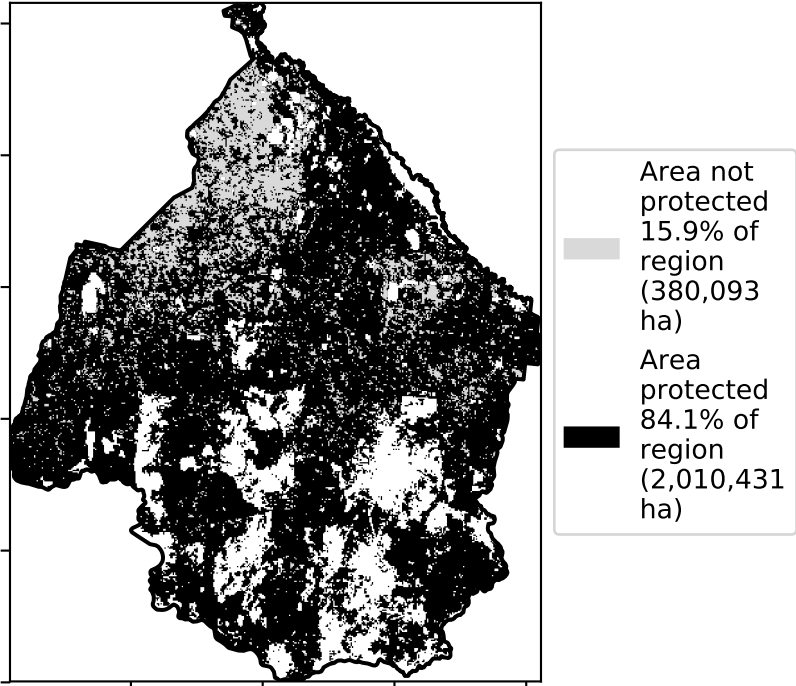 Area not
protected
15.9% of
region
(380,093
ha)
Area
protected
84.1% of
region
(2,010,431
ha)